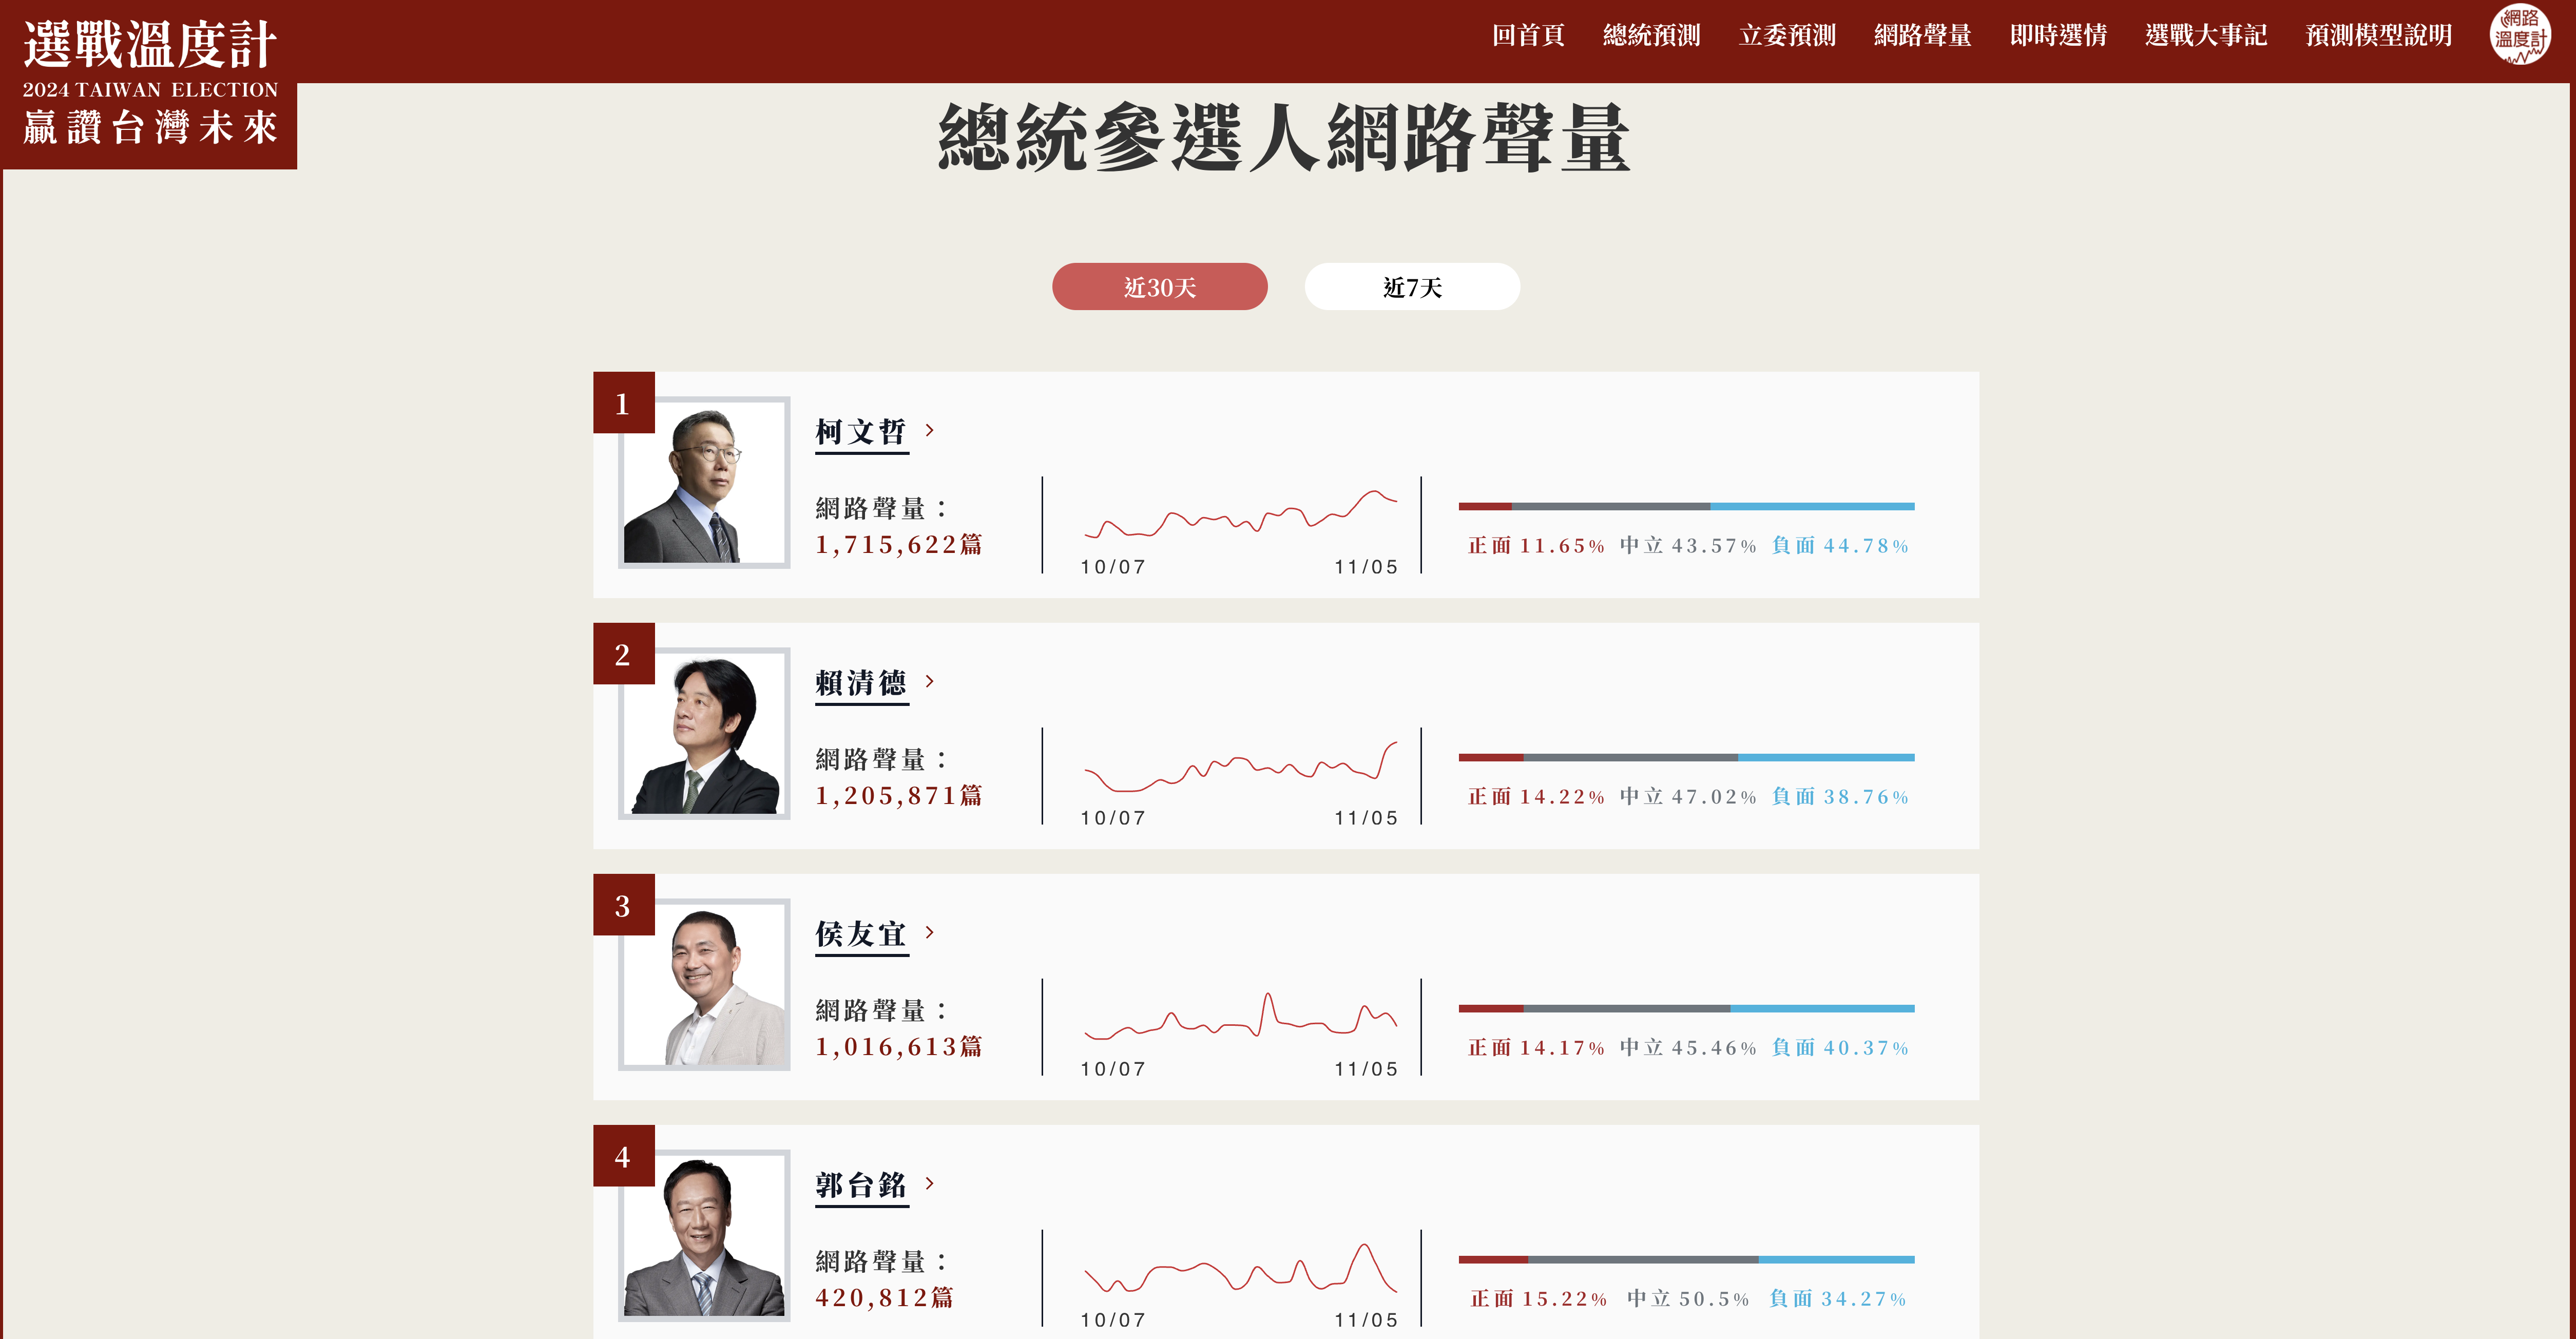 選戰溫度計
2024 TAIWAN ELECTION
贏讚台灣未來
回首頁 總統預測 立委預測 網路聲量 即時選情 選戰大事記 預測模型說明
網路
溫度計
總統參選人網路聲量
近30天 近7天
1
柯文哲
網路聲量：
1,715,622篇
10/07 11/05
正面 11.65% 中立 43.57% 負面 44.78%
2
賴清德
網路聲量：
1,205,871篇
10/07 11/05
正面 14.22% 中立 47.02% 負面 38.76%
3
侯友宜
網路聲量：
1,016,613篇
10/07 11/05
正面 14.17% 中立 45.46% 負面 40.37%
4
郭台銘
網路聲量：
420,812篇
10/07 11/05
正面 15.22% 中立 50.5% 負面 34.27%